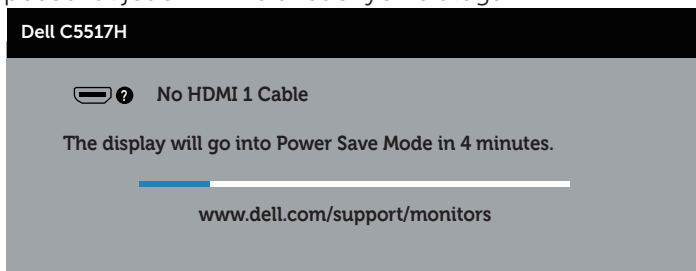 Dell C5517H
? No HDMI 1 Cable
The display will go into Power Save Mode in 4 minutes.
www.dell.com/support/monitors